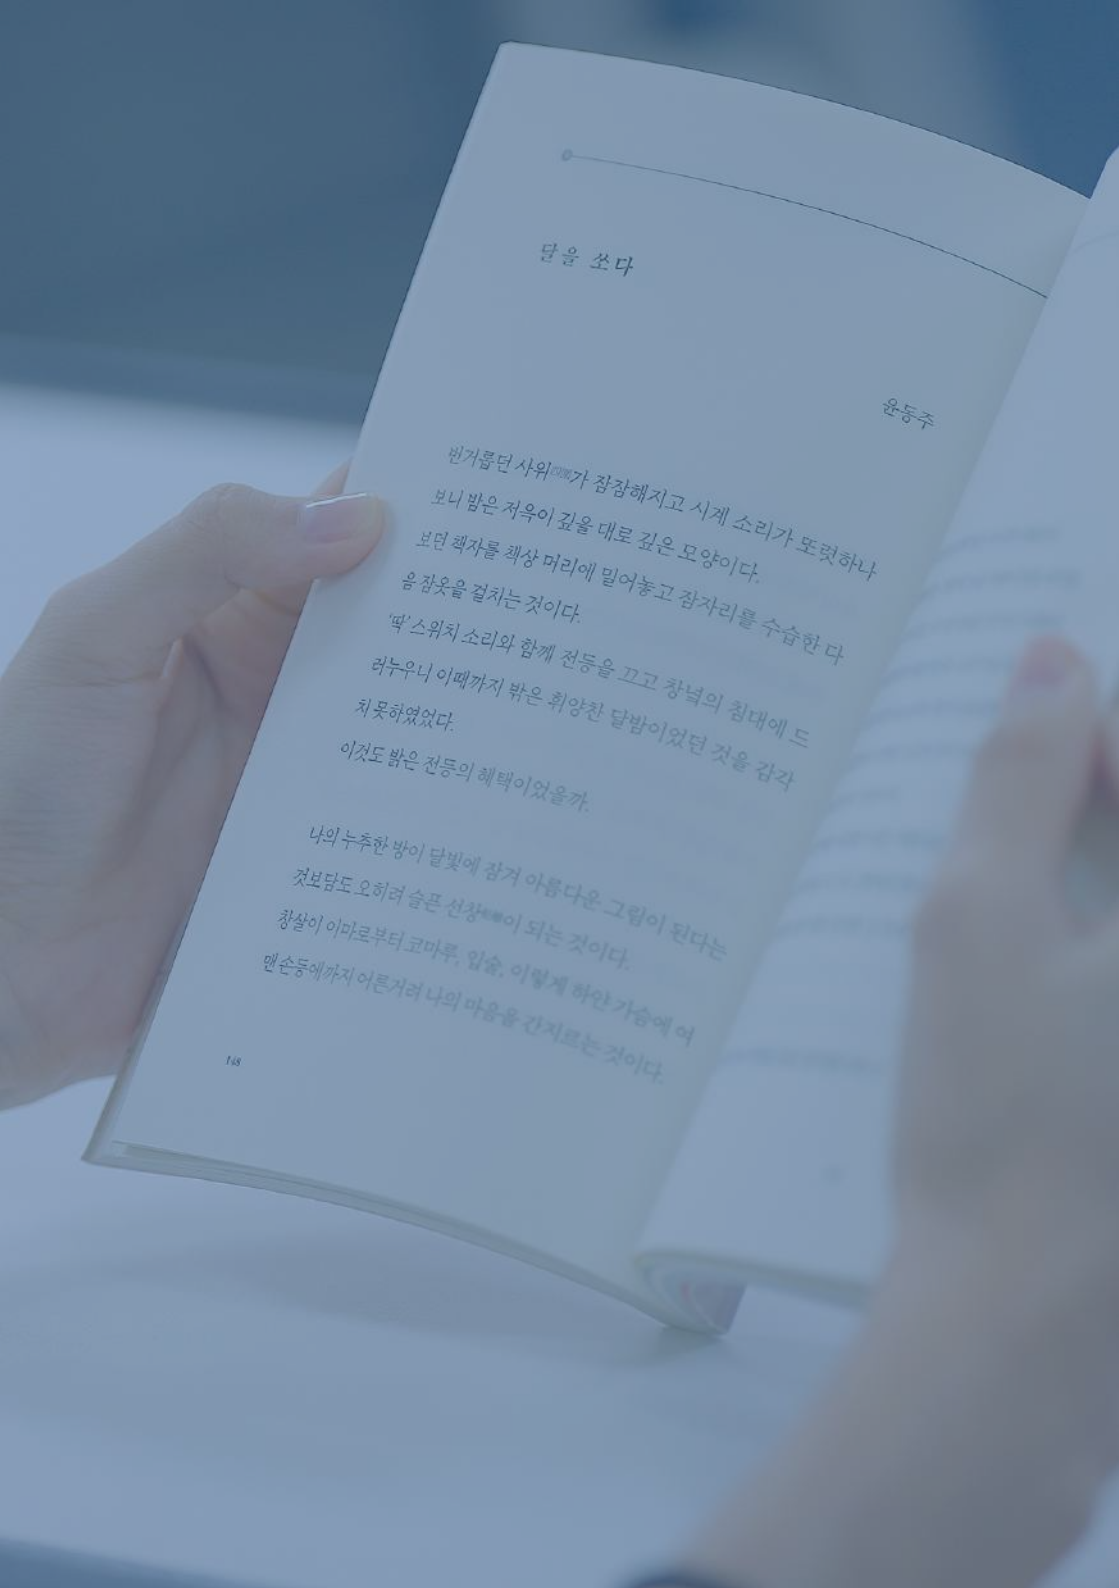 달을 쏘다
윤동주
번거롭던 사위가 잠잠해지고 시계 소리가 또렷하나
보니 밤은 저윽이 깊을 대로 깊은 모양이다.
보던 책자를 책상 머리에 밀어놓고 잠자리를 수습한 다
음 잠옷을 걸치는 것이다.
‘딱’ 스위치 소리와 함께 전등을 끄고 창녘의 침대에 드
러누우니 이때까지 밖은 휘양찬 달밤이었던 것을 감각
치 못하였었다.
이것도 밝은 전등의 혜택이었을까.
나의 누추한 방이 달빛에 잠겨 아름다운 그림이 된다는
것보담도 오히려 슬픈 선창이 되는 것이다.
창살이 이마로부터 코마루, 입술, 이렇게 하얀 가슴에 여
맨 손등에까지 어른거려 나의 마음을 간지르는 것이다.
148